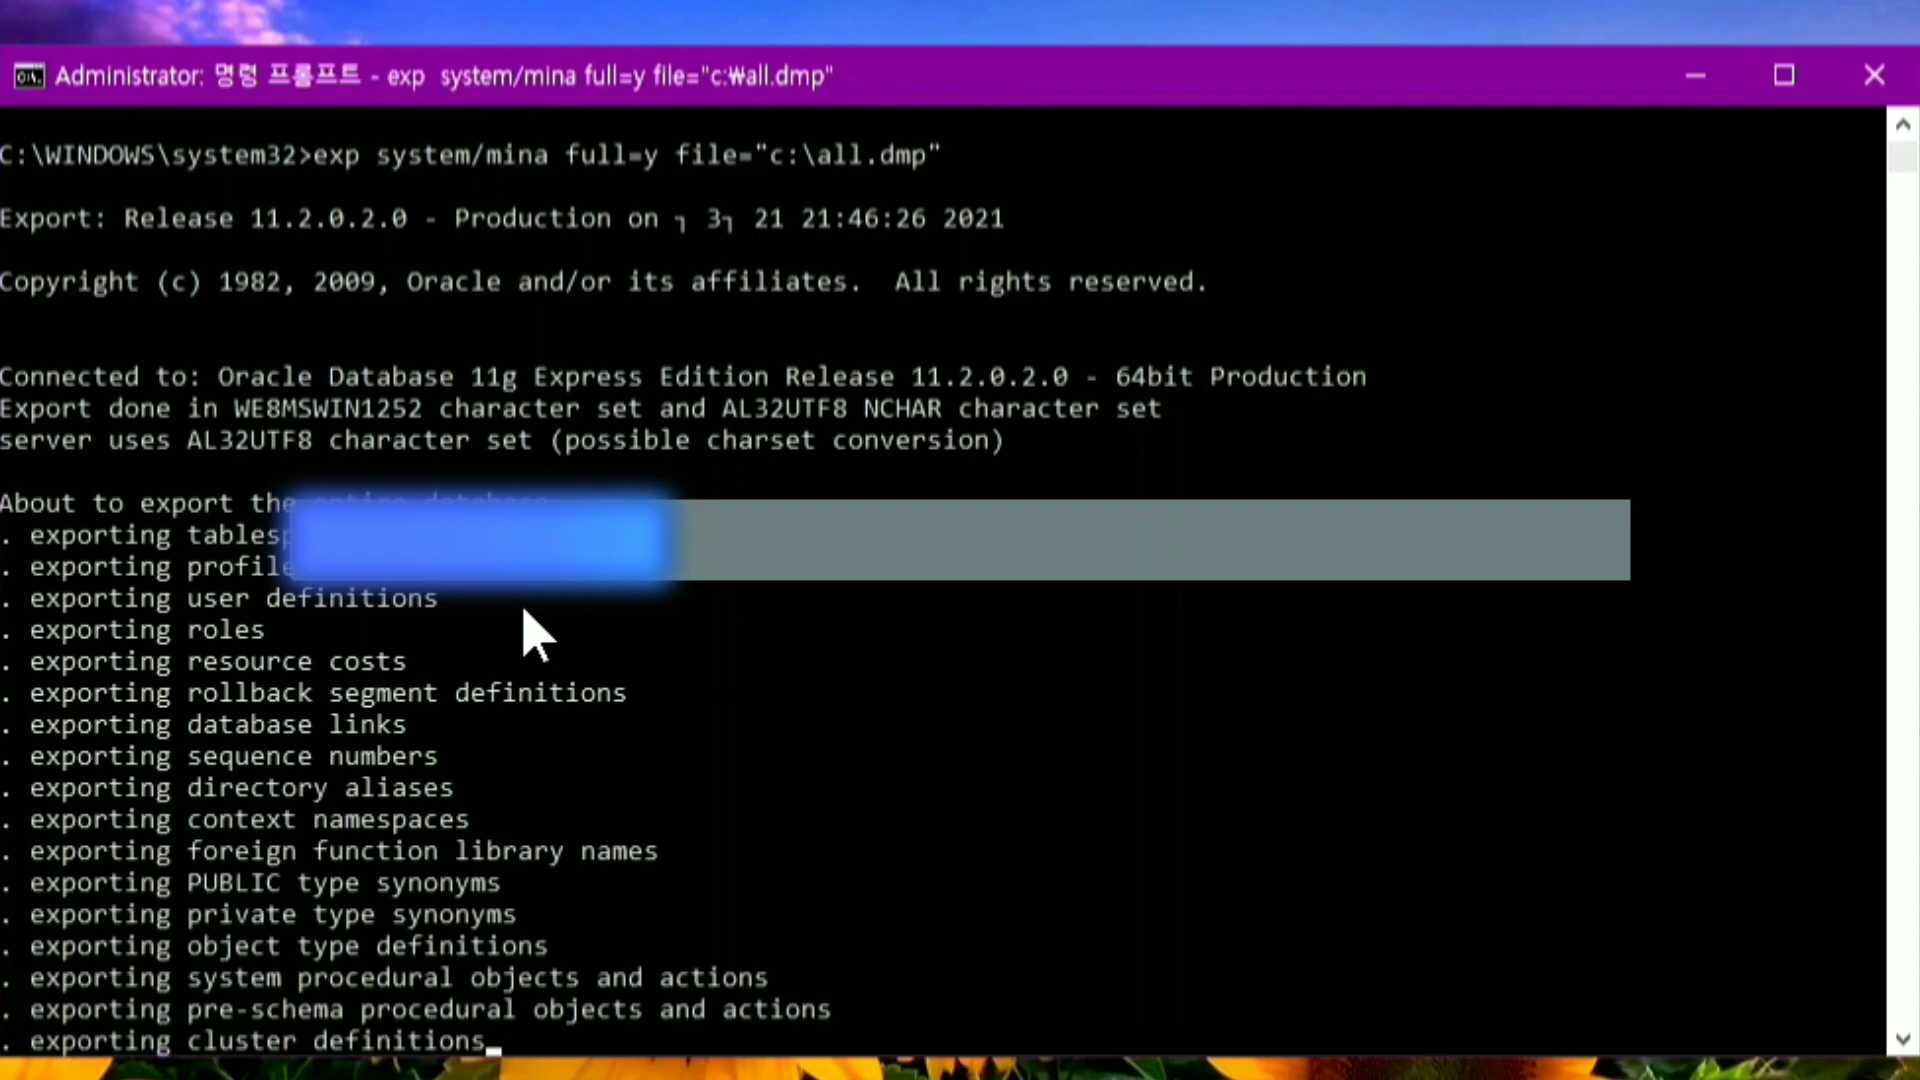 Administrator: 명령 프롬프트 - exp  system/mina full=y file="c:₩all.dmp"
C:\WINDOWS\system32>exp system/mina full=y file="c:\all.dmp"
Export: Release 11.2.0.2.0 - Production on ┐ 3┐ 21 21:46:26 2021
Copyright (c) 1982, 2009, Oracle and/or its affiliates.  All rights reserved.
Connected to: Oracle Database 11g Express Edition Release 11.2.0.2.0 - 64bit Production
Export done in WE8MSWIN1252 character set and AL32UTF8 NCHAR character set
server uses AL32UTF8 character set (possible charset conversion)
About to export the entire database
. exporting tablesp
. exporting profile
. exporting user definitions
. exporting roles
. exporting resource costs
. exporting rollback segment definitions
. exporting database links
. exporting sequence numbers
. exporting directory aliases
. exporting context namespaces
. exporting foreign function library names
. exporting PUBLIC type synonyms
. exporting private type synonyms
. exporting object type definitions
. exporting system procedural objects and actions
. exporting pre-schema procedural objects and actions
. exporting cluster definitions